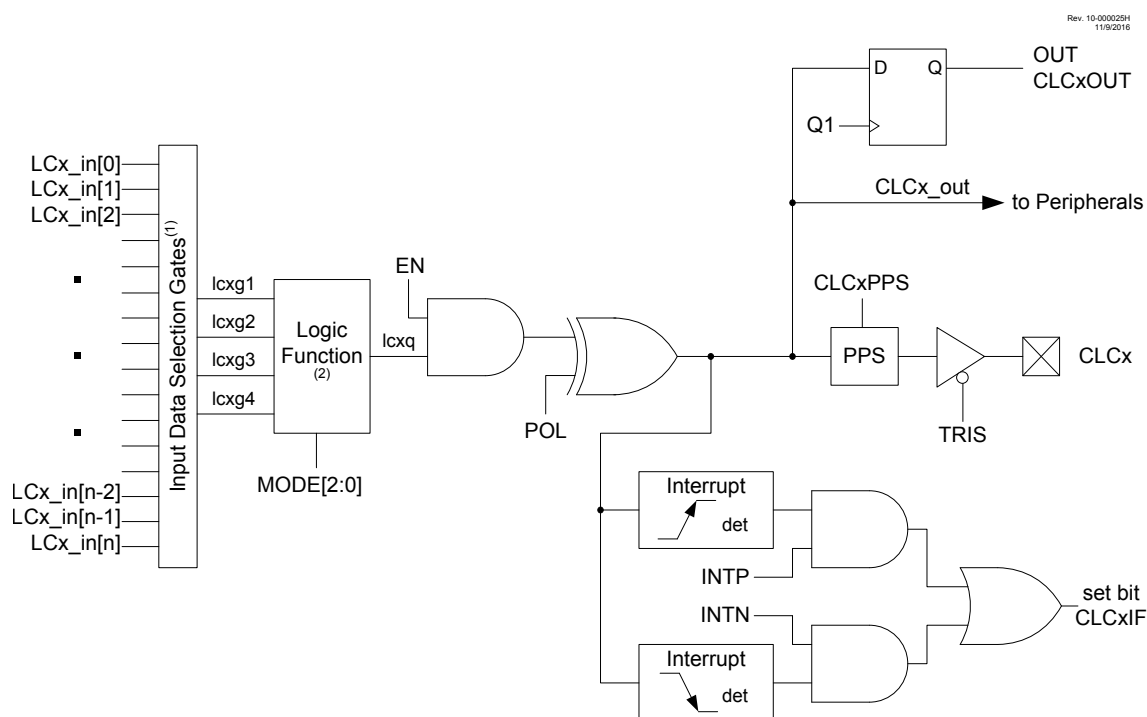 Rev. 10-000025H
11/9/2016
OUT
CLCxOUT
D
Q
Q1
CLCx_out
to Peripherals
LCx_in[0]
LCx_in[1]
LCx_in[2]
Input Data Selection Gates(1)
lcxg1
lcxg2
lcxg3
lcxg4
Logic
Function
(2)
MODE[2:0]
lcxq
EN
POL
CLCxPPS
PPS
CLCx
TRIS
LCx_in[n-2]
LCx_in[n-1]
LCx_in[n]
Interrupt
det
INTP
INTN
Interrupt
det
set bit
CLCxIF